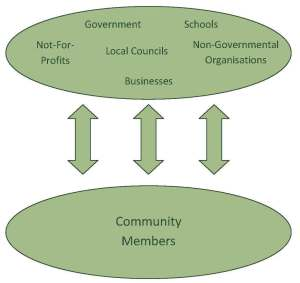 Government Schools
Not-For-
Profits
Local Councils
Non-Governmental
Organisations
Businesses
Community
Members